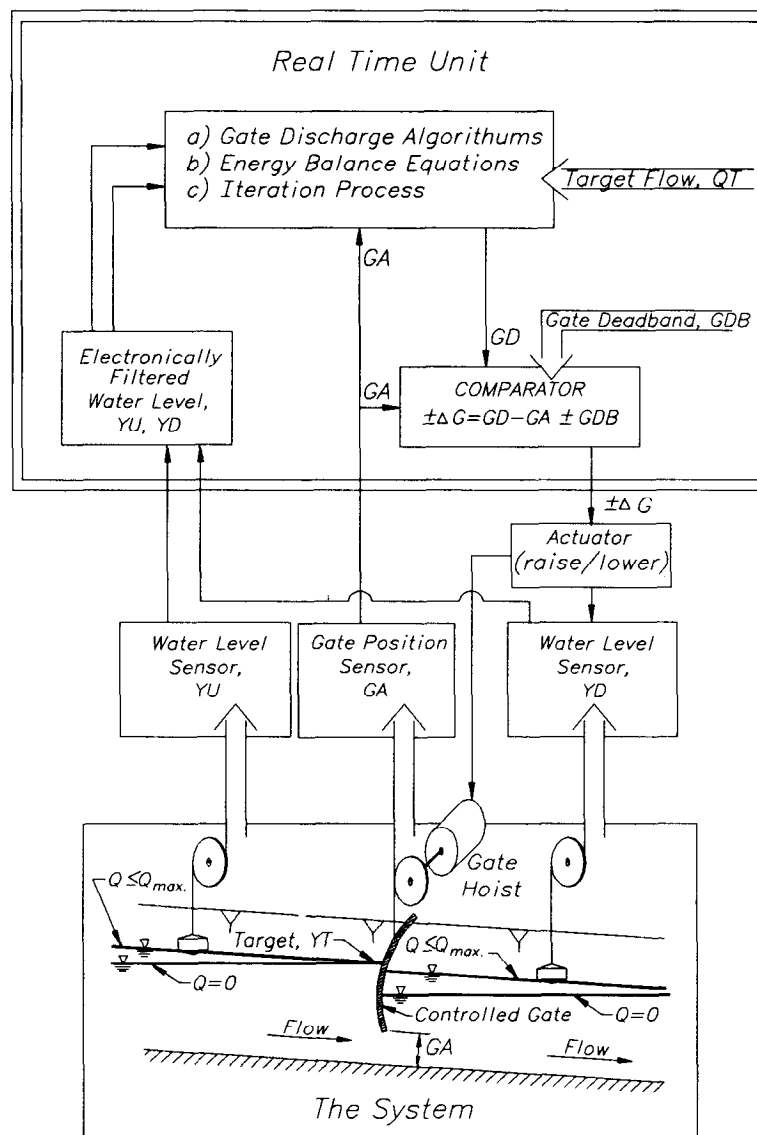 Real Time Unit
a) Gate Discharge Algorithums
b) Energy Balance Equations
c) Iteration Process
Target Flow, QT
GA
GD
Gate Deadband, GDB
Electronically
Filtered
Water Level,
YU, YD
GA
COMPARATOR
±Δ G=GD-GA ± GDB
±Δ G
Actuator
(raise/lower)
Water Level
Sensor,
YU
Gate Position
Sensor,
GA
Water Level
Sensor,
YD
Gate
Hoist
Q ≤ Qmax.
Target, YT
Q ≤ Qmax.
Q=0
Controlled Gate
Q=0
Flow
GA
Flow
The System